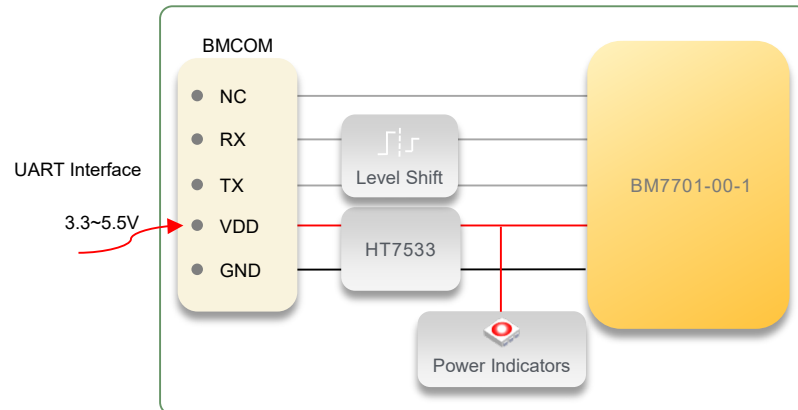 BMCOM
NC
RX
TX
VDD
GND
UART Interface
3.3~5.5V
Level Shift
HT7533
Power Indicators
BM7701-00-1